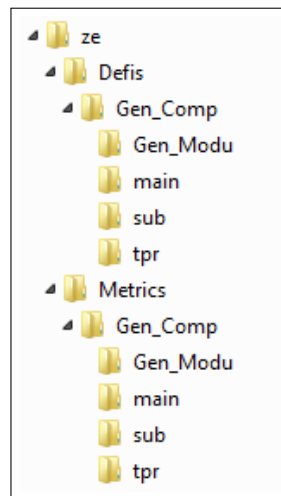 ze
Defis
Gen_Comp
Gen_Modu
main
sub
tpr
Metrics
Gen_Comp
Gen_Modu
main
sub
tpr